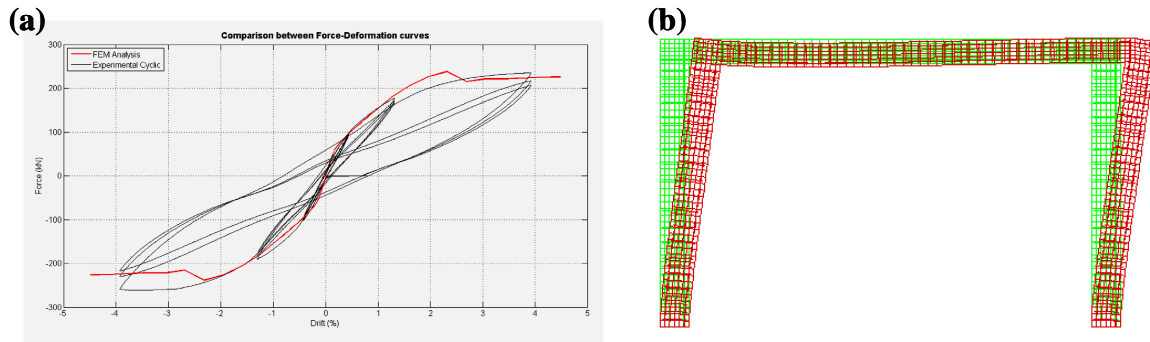 (a)
Comparison between Force-Deformation curves
FEM Analysis
Experimental Cyclic
Force (kN)
300
200
100
0
-100
-200
-300
-5 -4 -3 -2 -1 0 1 2 3 4 5
Drift (%)
(b)